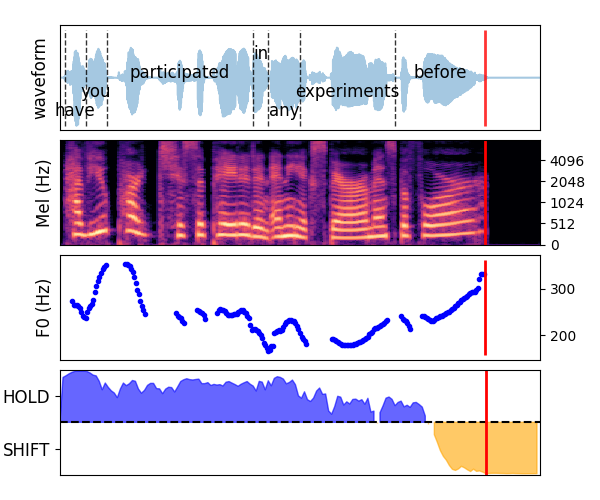 waveform
in
participated
before
you
experiments
have
any
Mel (Hz)
4096
2048
1024
512
0
F0 (Hz)
300
200
HOLD
SHIFT